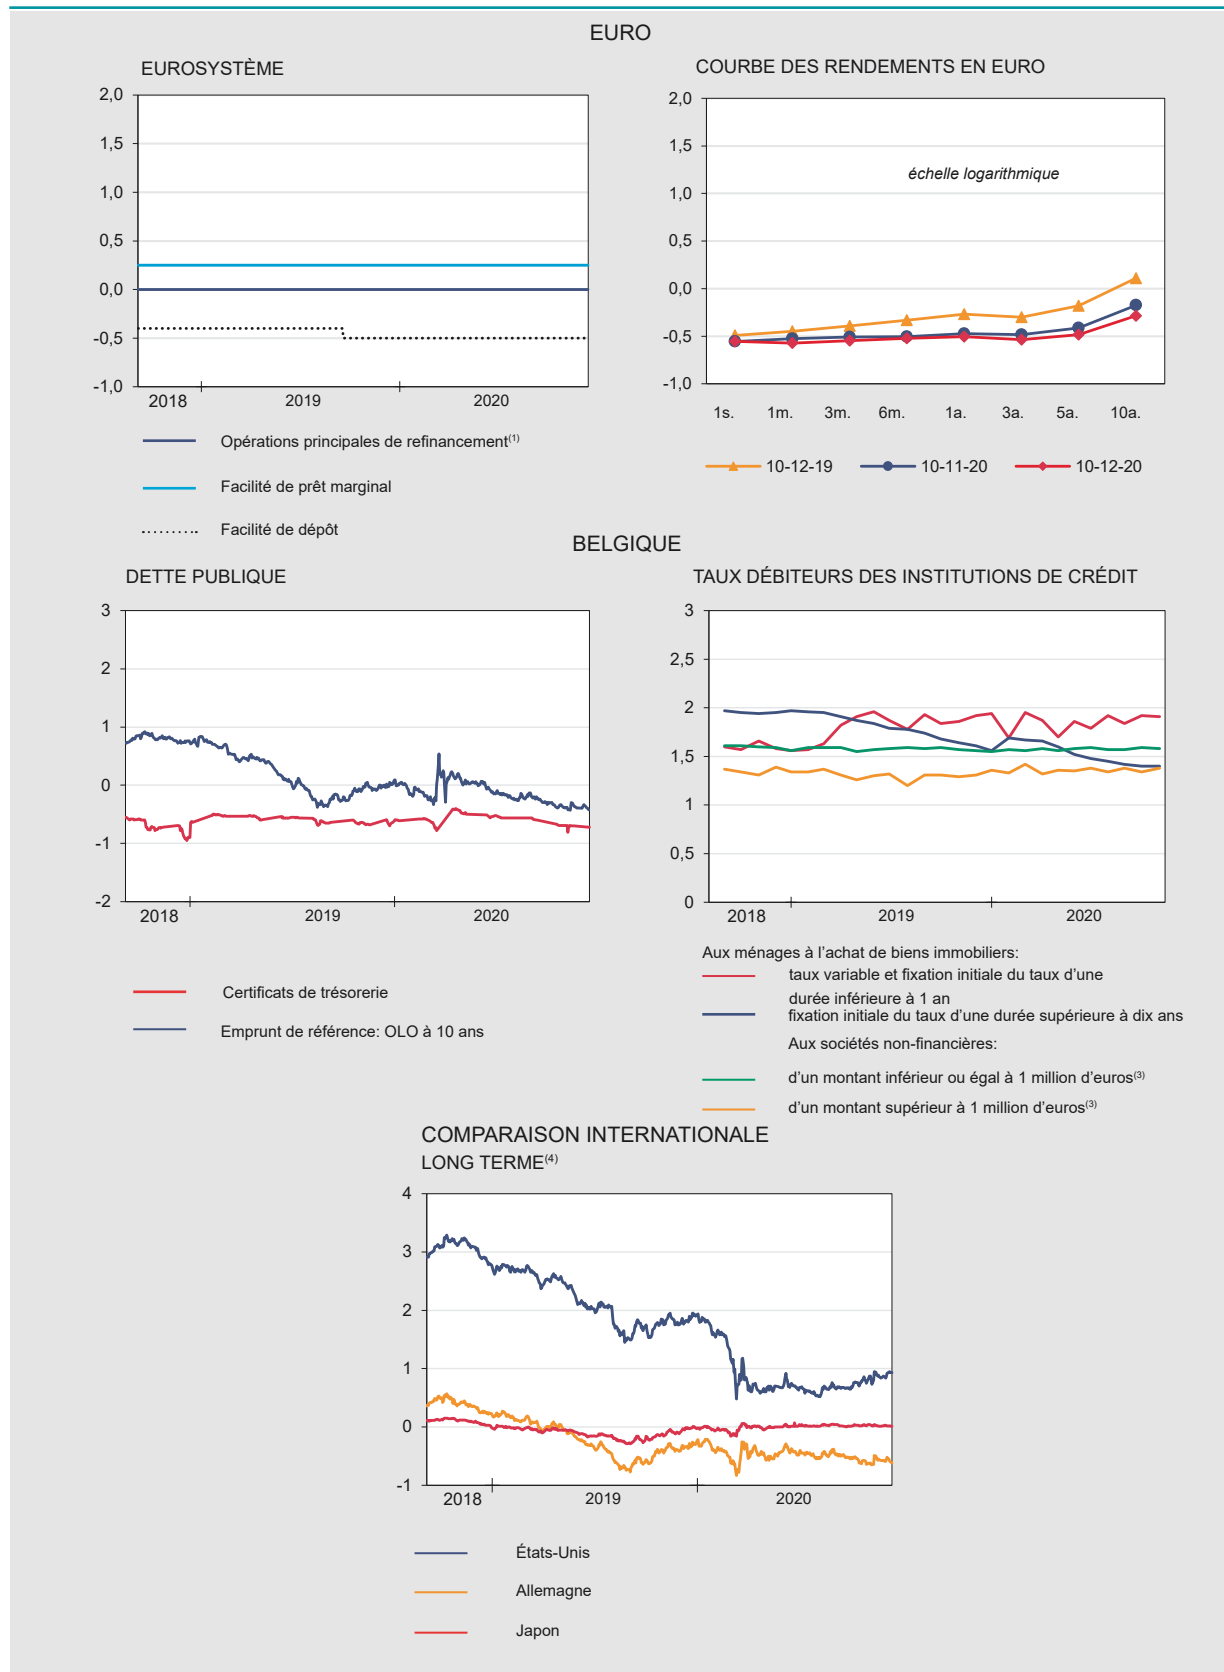 EURO
EUROSYSTÈME
2,0
1,5
1,0
0,5
0,0
-0,5
-1,0
2018 2019 2020
Opérations principales de refinancement(1)
Facilité de prêt marginal
Facilité de dépôt
COURBE DES RENDEMENTS EN EURO
2,0
1,5
1,0
0,5
0,0
-0,5
-1,0
échelle logarithmique
1s. 1m. 3m. 6m. 1a. 3a. 5a. 10a.
10-12-19 10-11-20 10-12-20
BELGIQUE
DETTE PUBLIQUE
3
2
1
0
-1
-2
2018 2019 2020
Certificats de trésorerie
Emprunt de référence: OLO à 10 ans
TAUX DÉBITEURS DES INSTITUTIONS DE CRÉDIT
3
2,5
2
1,5
1
0,5
0
2018 2019 2020
Aux ménages à l’achat de biens immobiliers:
taux variable et fixation initiale du taux d’une
durée inférieure à 1 an
fixation initiale du taux d’une durée supérieure à dix ans
Aux sociétés non-financières:
d’un montant inférieur ou égal à 1 million d’euros(3)
d’un montant supérieur à 1 million d’euros(3)
COMPARAISON INTERNATIONALE
LONG TERME(4)
4
3
2
1
0
-1
2018 2019 2020
États-Unis
Allemagne
Japon